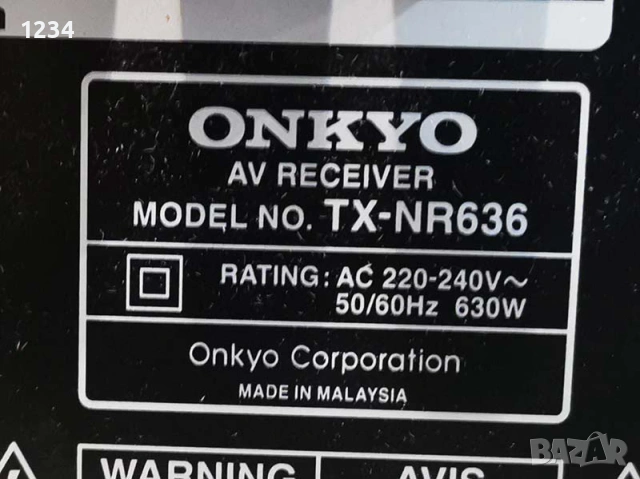 1234
ONKYO
AV RECEIVER
MODEL NO. TX-NR636
RATING: AC 220-240V~
50/60Hz 630W
Onkyo Corporation
MADE IN MALAYSIA
WARNING AVIS
BAZAR